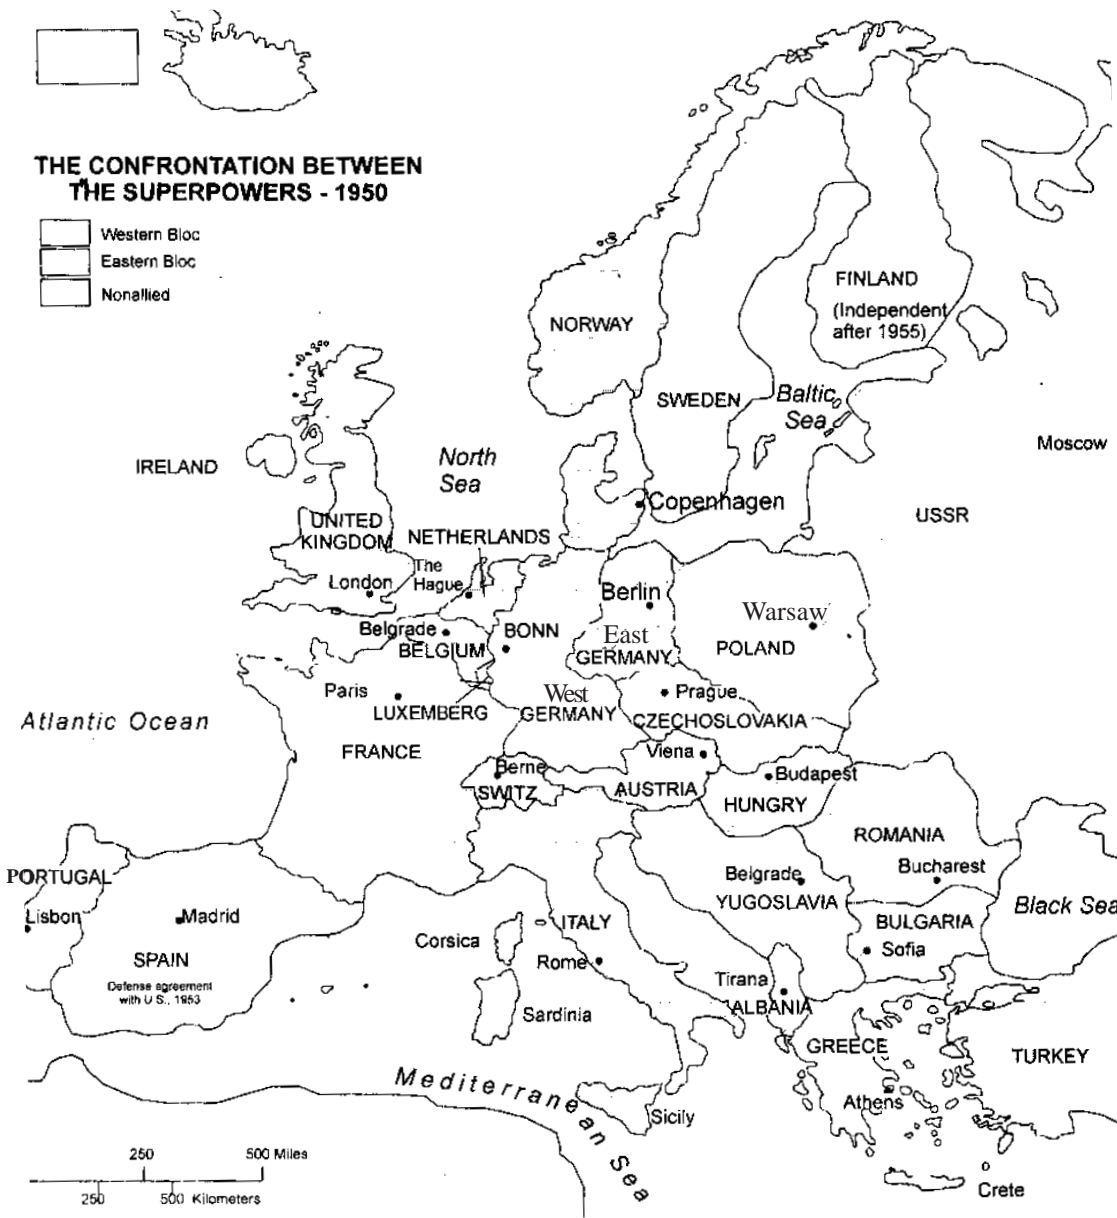 THE CONFRONTATION BETWEEN
THE SUPERPOWERS - 1950
Western Bloc
Eastern Bloc
Nonallied
FINLAND
(Independent
after 1955)
NORWAY
SWEDEN
Baltic
Sea
Moscow
IRELAND
North
Sea
Copenhagen
USSR
UNITED
KINGDOM
NETHERLANDS
The
Hague
London
Berlin
Warsaw
Belgrade
BELGIUM
BONN
East
GERMANY
POLAND
Paris
LUXEMBERG
West
GERMANY
Prague
CZECHOSLOVAKIA
Atlantic Ocean
FRANCE
Viena
Berne
SWITZ
AUSTRIA
Budapest
HUNGRY
ROMANIA
Bucharest
PORTUGAL
Lisbon
Madrid
SPAIN
Defense agreement
with U S., 1953
Corsica
ITALY
Rome
Sardinia
Belgrade
YUGOSLAVIA
BULGARIA
Sofia
Black Sea
Tirana
ALBANIA
GREECE
TURKEY
Athens
Mediterranean Sea
Sicily
Crete
250
500 Miles
250
500 Kilometers